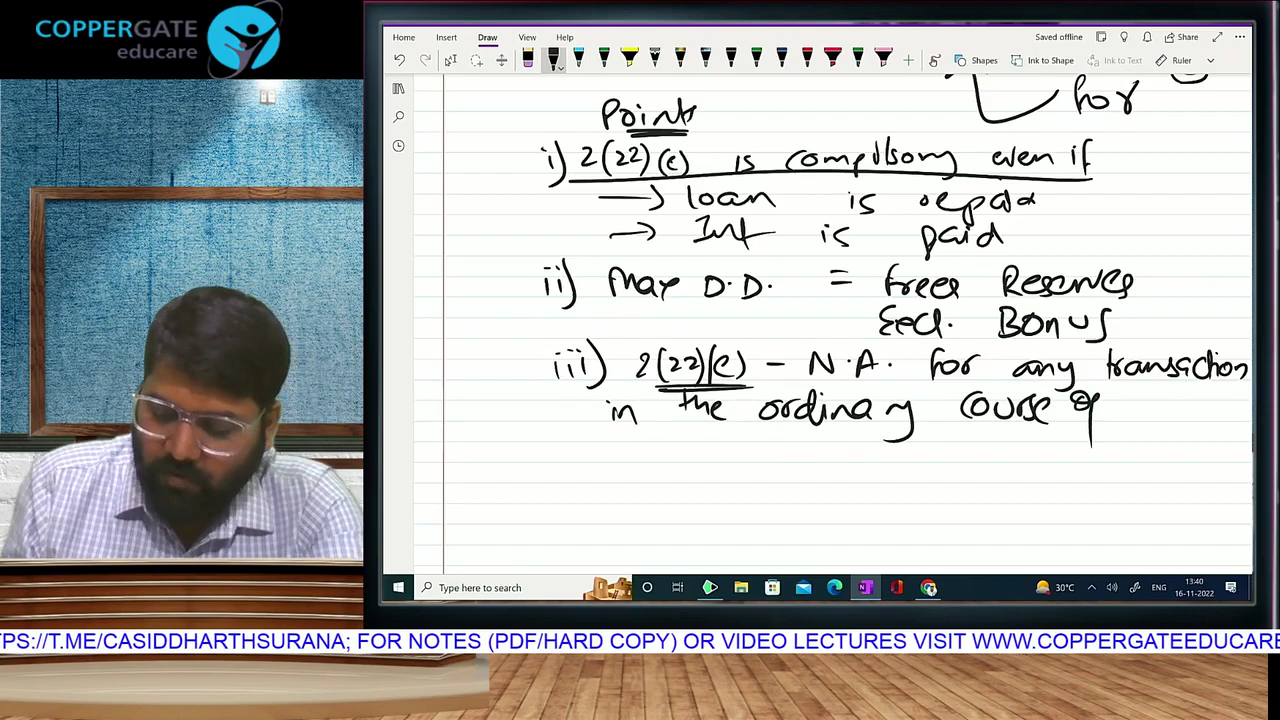 COPPERGATE
educare
Home Insert Draw View Help
Saved offline Share
Shapes Ink to Shape Ink to Text Ruler
for
Points
i) 2(22)(e) is compulsory even if
→ loan is repaid
→ Int is paid
ii) Max D.D. = Free Reserves
Excl. Bonus
iii) 2(22)(e) - N.A. for any transaction
in the ordinary course of
Type here to search
30°C ENG
13:40
16-11-2022
TPS://T.ME/CASIDDHARTHSURANA; FOR NOTES (PDF/HARD COPY) OR VIDEO LECTURES VISIT WWW.COPPERGATEEDUCARE